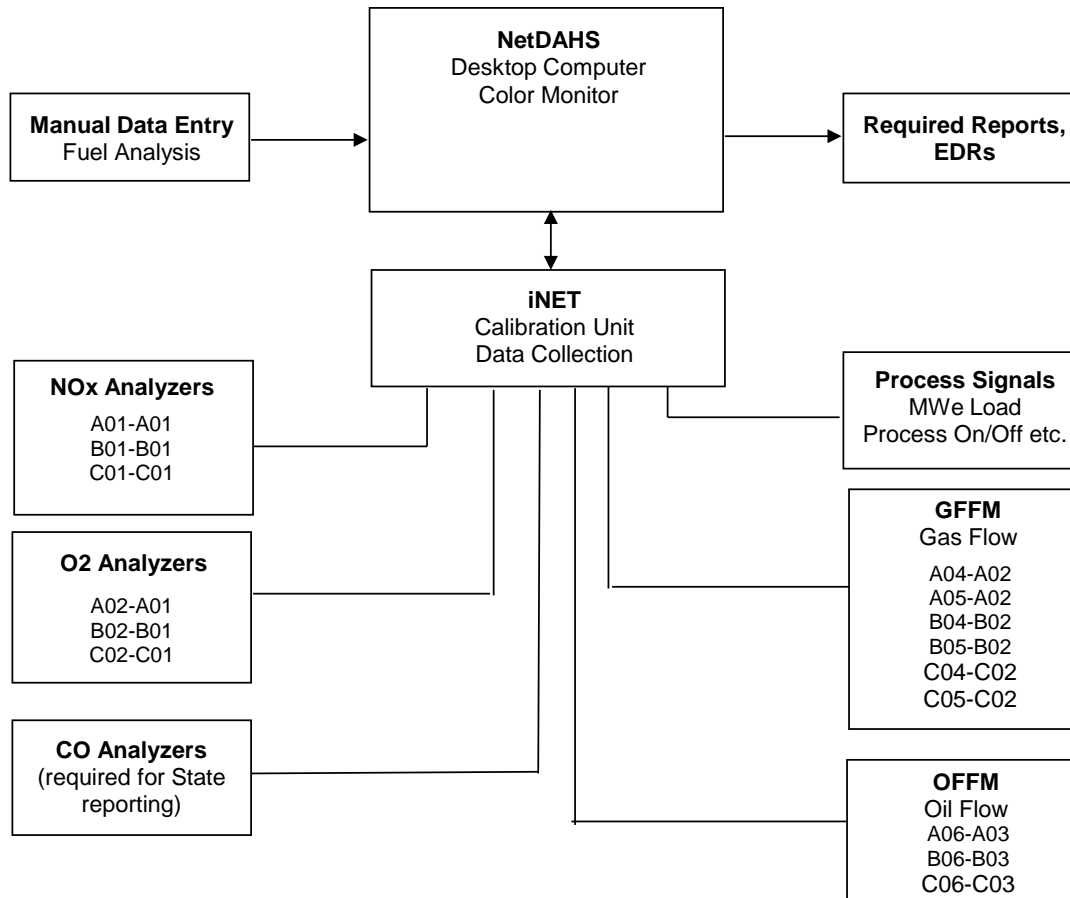 NetDAHS
Desktop Computer
Color Monitor
Manual Data Entry
Fuel Analysis
Required Reports,
EDRs
iNET
Calibration Unit
Data Collection
NOx Analyzers
A01-A01
B01-B01
C01-C01
Process Signals
MWe Load
Process On/Off etc.
O2 Analyzers
A02-A01
B02-B01
C02-C01
GFFM
Gas Flow
A04-A02
A05-A02
B04-B02
B05-B02
C04-C02
C05-C02
CO Analyzers
(required for State
reporting)
OFFM
Oil Flow
A06-A03
B06-B03
C06-C03